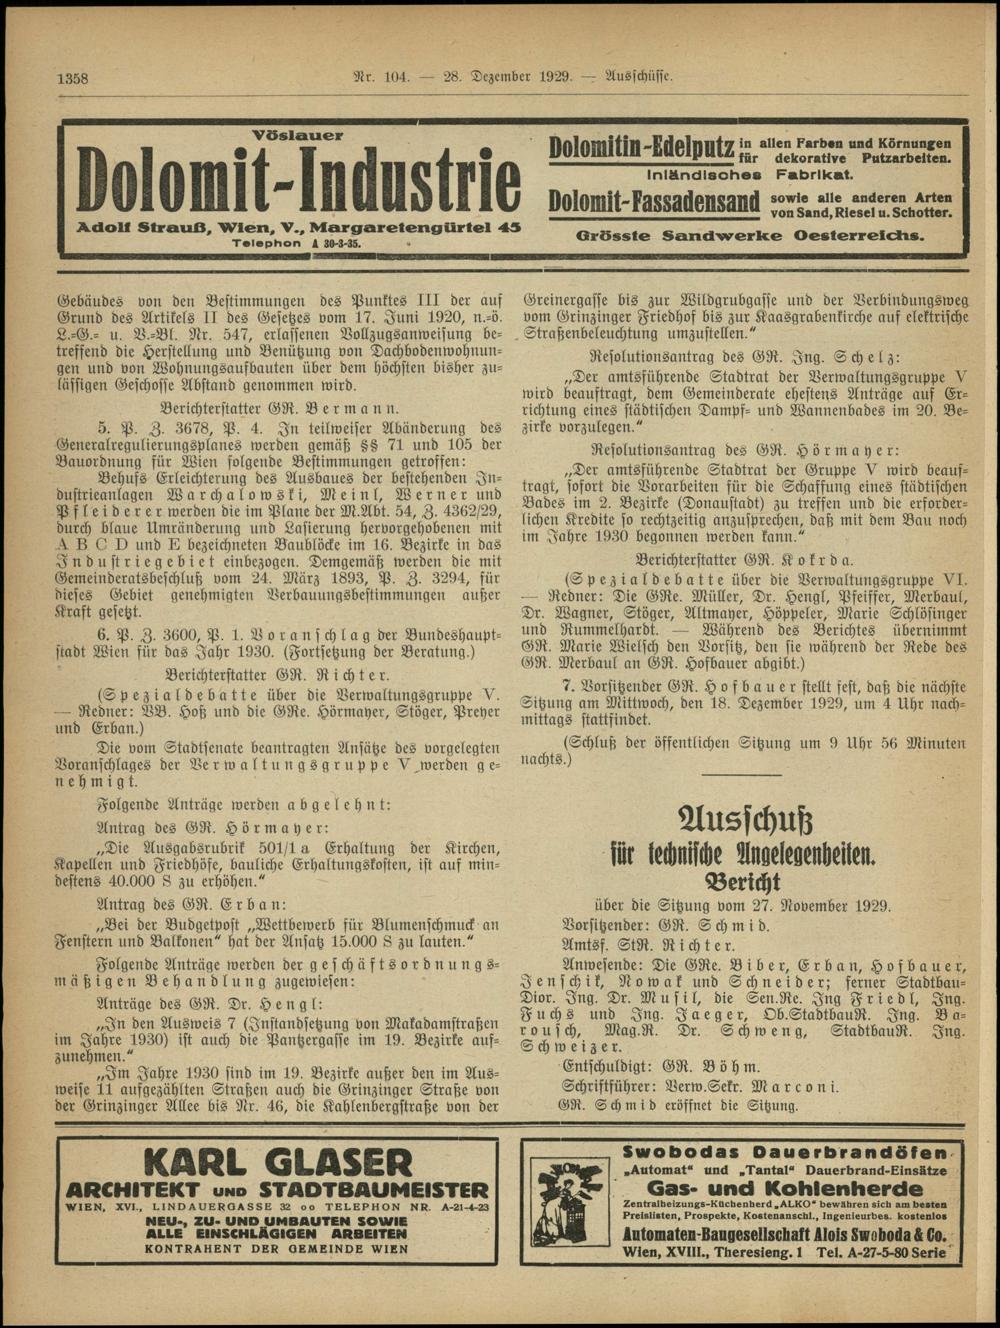 1358
Nr. 104. — 28. Dezember 1929. — Ausschüsse.
Vöslauer
Dolomit-Industrie
Adolf Strauß, Wien, V., Margaretengürtel 45
Telephon A 30-3-35.
Dolomitin-Edelputz in allen Farben und Körnungen
für dekorative Putzarbeiten.
Inländisches Fabrikat.
Dolomit-Fassadensand sowie alle anderen Arten
von Sand, Riesel u. Schotter.
Grösste Sandwerke Oesterreichs.
Gebäudes von den Bestimmungen des Punktes III der auf
Grund des Artikels II des Gesetzes vom 17. Juni 1920, n.-ö.
L.-G.- u. V.-Bl. Nr. 547, erlassenen Vollzugsanweisung be-
treffend die Herstellung und Benützung von Dachbodenwohnun-
gen und von Wohnungsaufbauten über dem höchsten bisher zu-
lässigen Geschosse Abstand genommen wird.
Berichterstatter GR. Bermann.
5. P. Z. 3678, P. 4. In teilweiser Abänderung des
Generalregulierungsplanes werden gemäß §§ 71 und 105 der
Bauordnung für Wien folgende Bestimmungen getroffen:
Behufs Erleichterung des Ausbaues der bestehenden In-
dustrieanlagen Warchalowski, Meinl, Werner und
Pfleiderer werden die im Plane der M.Abt. 54, Z. 4362/29,
durch blaue Umränderung und Lasierung hervorgehobenen mit
A B C D und E bezeichneten Baublöcke im 16. Bezirke in das
Industriegebiet einbezogen. Demgemäß werden die mit
Gemeinderatsbeschluß vom 24. März 1893, P. Z. 3294, für
dieses Gebiet genehmigten Verbauungsbestimmungen außer
Kraft gesetzt.
6. P. Z. 3600, P. 1. Voranschlag der Bundeshaupt-
stadt Wien für das Jahr 1930. (Fortsetzung der Beratung.)
Berichterstatter GR. Richter.
(Spezialdebatte über die Verwaltungsgruppe V.
— Redner: VB. Hoß und die GRe. Hörmayer, Stöger, Preyer
und Erban.)
Die vom Stadtsenate beantragten Ansätze des vorgelegten
Voranschlages der Verwaltungsgruppe V werden ge-
nehmigt.
Folgende Anträge werden abgelehnt:
Antrag des GR. Hörmayer:
„Die Ausgabsrubrik 501/1 a Erhaltung der Kirchen,
Kapellen und Friedhöfe, bauliche Erhaltungskosten, ist auf min-
destens 40.000 S zu erhöhen.“
Antrag des GR. Erban:
„Bei der Budgetpost „Wettbewerb für Blumenschmuck an
Fenstern und Balkonen“ hat der Ansatz 15.000 S zu lauten.“
Folgende Anträge werden der geschäftsordnungs-
mäßigen Behandlung zugewiesen:
Anträge des GR. Dr. Hengl:
„In den Ausweis 7 (Instandsetzung von Makadamstraßen
im Jahre 1930) ist auch die Pantzergasse im 19. Bezirke auf-
zunehmen.“
„Im Jahre 1930 sind im 19. Bezirke außer den im Aus-
weise 11 aufgezählten Straßen auch die Grinzinger Straße von
der Grinzinger Allee bis Nr. 46, die Kahlenbergstraße von der
Greinergasse bis zur Wildgrubgasse und der Verbindungsweg
vom Grinzinger Friedhof bis zur Kaasgrabenkirche auf elektrische
Straßenbeleuchtung umzustellen.“
Resolutionsantrag des GR. Ing. Schelz:
„Der amtsführende Stadtrat der Verwaltungsgruppe V
wird beauftragt, dem Gemeinderate ehestens Anträge auf Er-
richtung eines städtischen Dampf- und Wannenbades im 20. Be-
zirke vorzulegen.“
Resolutionsantrag des GR. Hörmayer:
„Der amtsführende Stadtrat der Gruppe V wird beauf-
tragt, sofort die Vorarbeiten für die Schaffung eines städtischen
Bades im 2. Bezirke (Donaustadt) zu treffen und die erforder-
lichen Kredite so rechtzeitig anzusprechen, daß mit dem Bau noch
im Jahre 1930 begonnen werden kann.“
Berichterstatter GR. Kokrda.
(Spezialdebatte über die Verwaltungsgruppe VI.
— Redner: Die GRe. Müller, Dr. Hengl, Pfeiffer, Merbaul,
Dr. Wagner, Stöger, Altmayer, Höppeler, Marie Schlösinger
und Rummelhardt. — Während des Berichtes übernimmt
GR. Marie Wielsch den Vorsitz, den sie während der Rede des
GR. Merbaul an GR. Hofbauer abgibt.)
7. Vorsitzender GR. Hofbauer stellt fest, daß die nächste
Sitzung am Mittwoch, den 18. Dezember 1929, um 4 Uhr nach-
mittags stattfindet.
(Schluß der öffentlichen Sitzung um 9 Uhr 56 Minuten
nachts.)
Ausschuß
für technische Angelegenheiten.
Bericht
über die Sitzung vom 27. November 1929.
Vorsitzender: GR. Schmid.
Amtsf. StR. Richter.
Anwesende: Die GRe. Biber, Erban, Hofbauer,
Jenschik, Nowak und Schneider; ferner Stadtbau-
Dior. Ing. Dr. Musil, die Sen.Re. Ing Friedl, Ing.
Fuchs und Ing. Jaeger, Ob.StadtbauR. Ing. Ba-
rousch, Mag.R. Dr. Schweng, StadtbauR. Ing.
Schweizer.
Entschuldigt: GR. Böhm.
Schriftführer: Verw.Sekr. Marconi.
GR. Schmid eröffnet die Sitzung.
KARL GLASER
ARCHITEKT UND STADTBAUMEISTER
WIEN, XVI., LINDAUERGASSE 32 oo TELEPHON NR. A-21-4-23
NEU-, ZU- UND UMBAUTEN SOWIE
ALLE EINSCHLÄGIGEN ARBEITEN
KONTRAHENT DER GEMEINDE WIEN
Swobodas Dauerbrandöfen
„Automat“ und „Tantal“ Dauerbrand-Einsätze
Gas- und Kohlenherde
Zentralheizungs-Küchenherd „ALKO“ bewähren sich am besten
Preislisten, Prospekte, Kostenanschl., Ingenieurbes. kostenlos
Automaten-Baugesellschaft Alois Swoboda & Co.
Wien, XVIII., Theresieng. 1 Tel. A-27-5-80 Serie